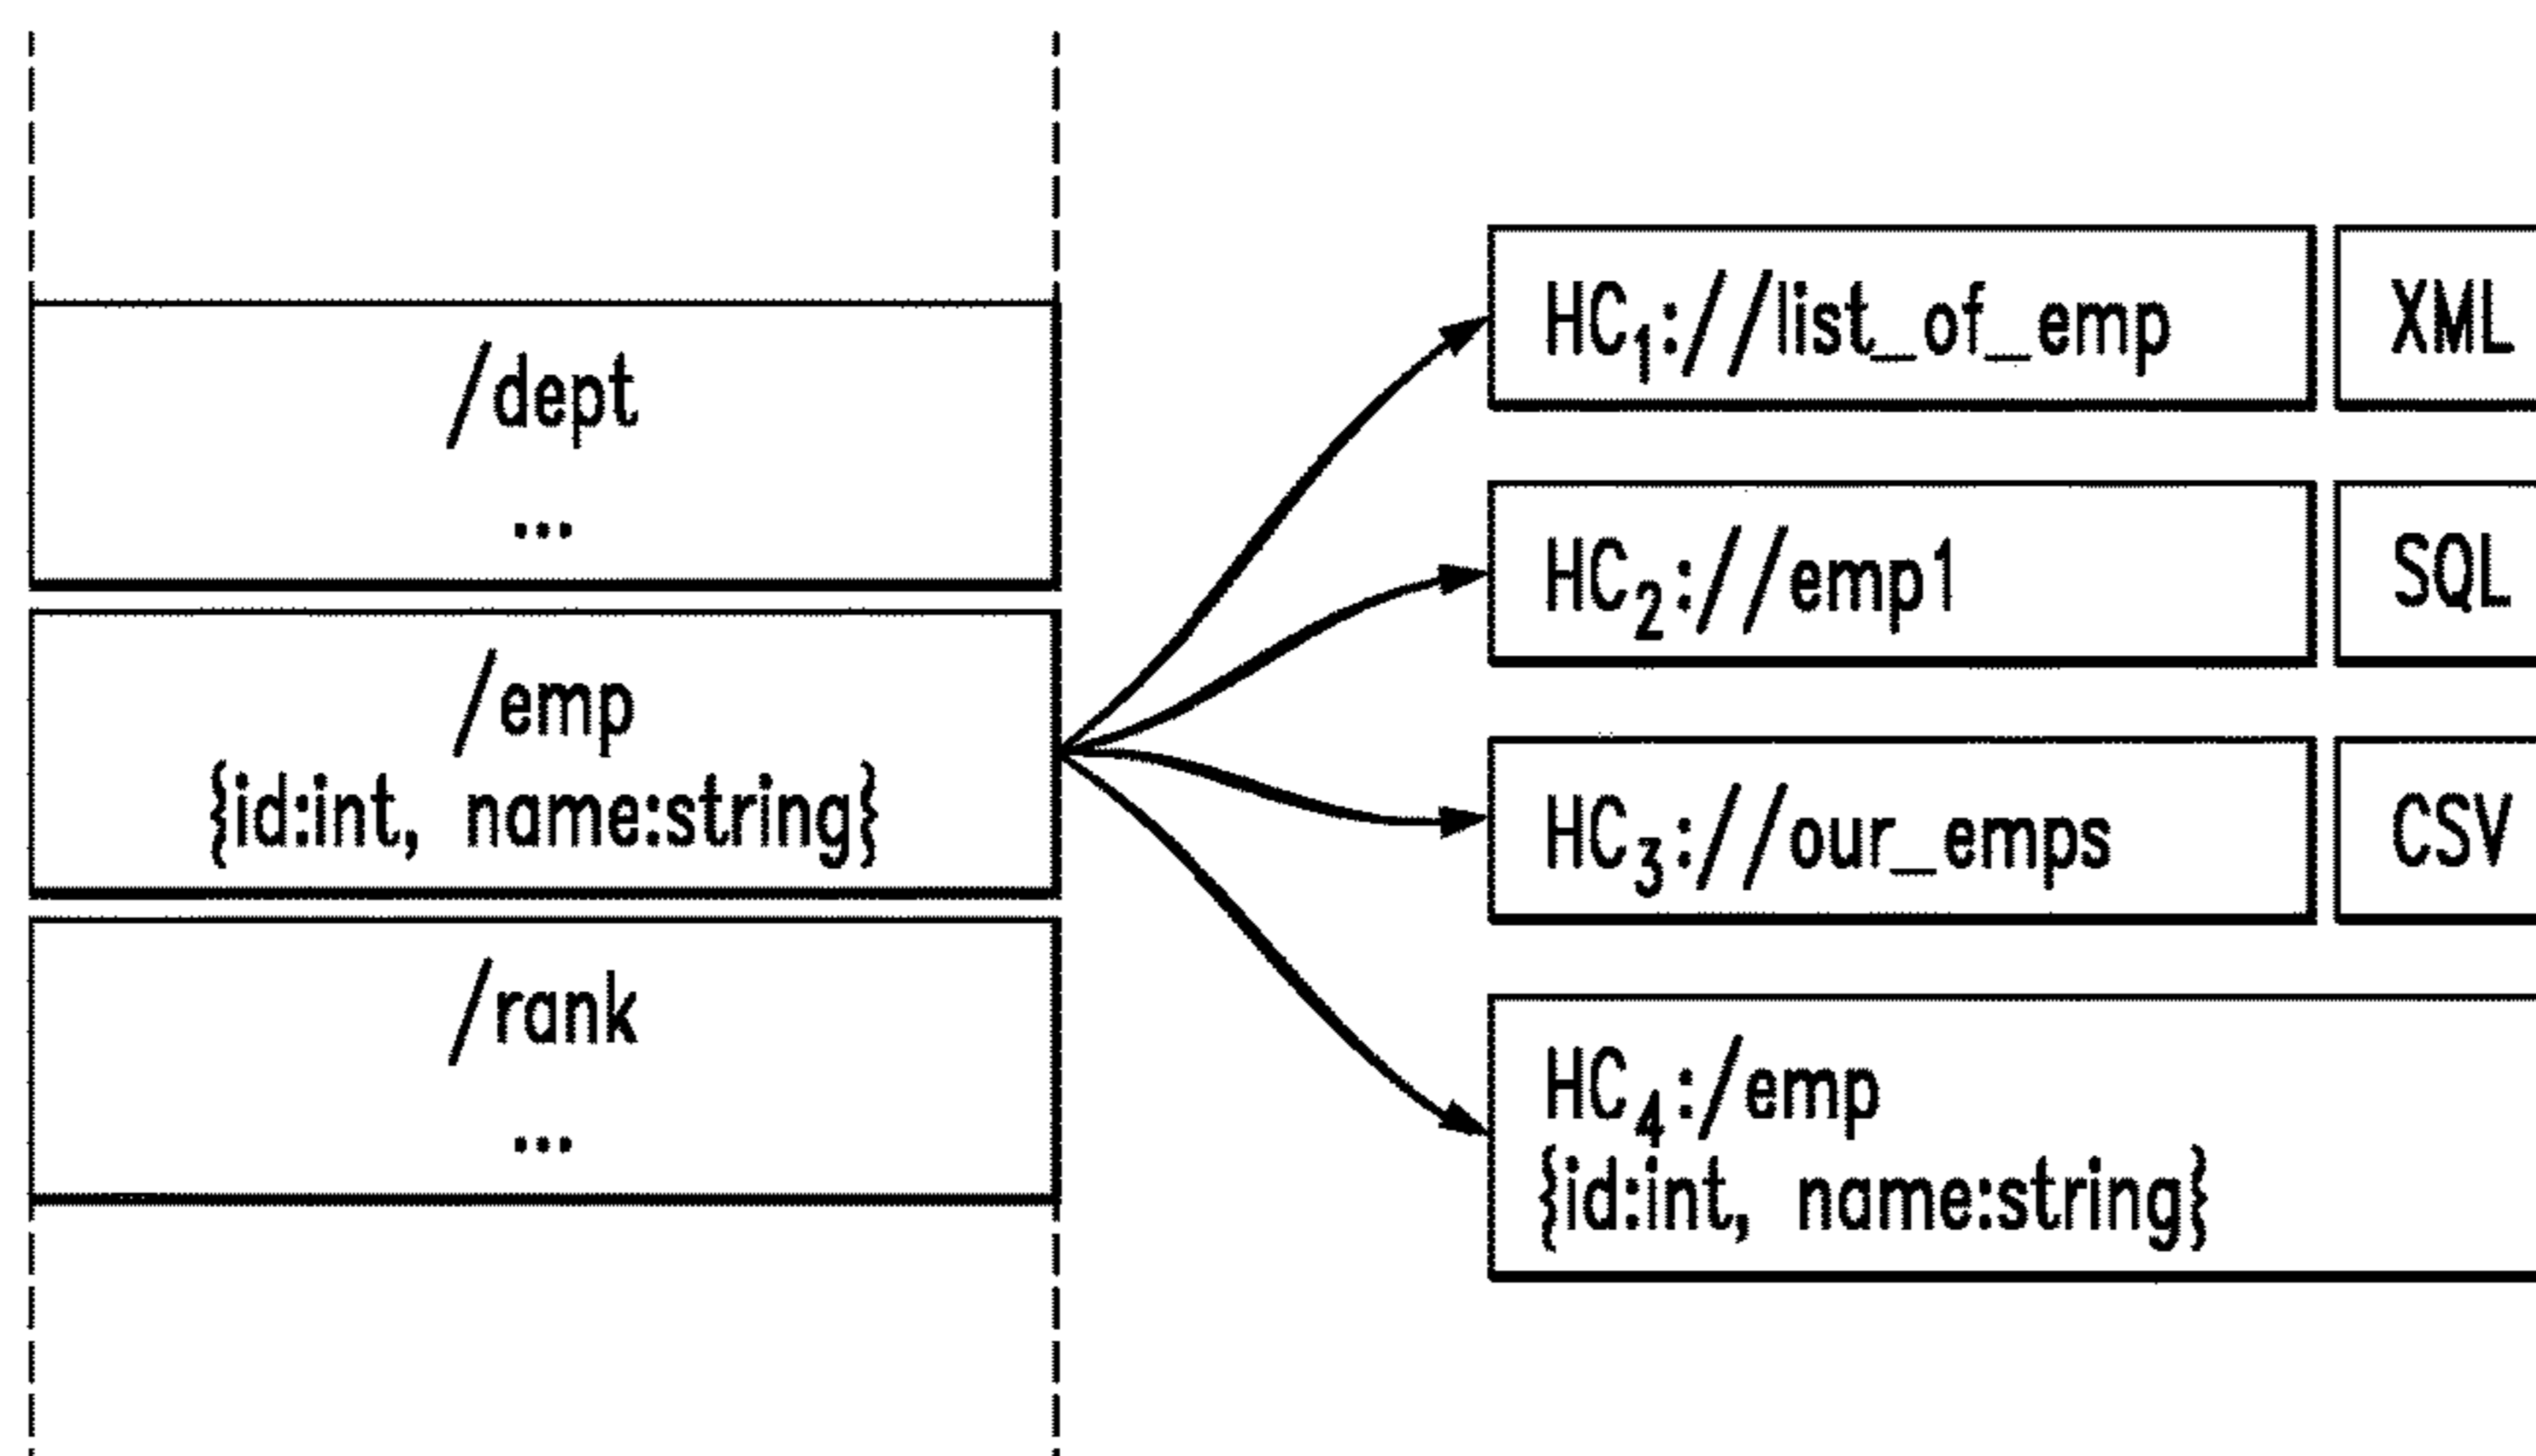 /dept
...
/emp
{id:int, name:string}
/rank
...
HC₁://list_of_emp XML
HC₂://emp1 SQL
HC₃://our_emps CSV
HC₄:/emp
{id:int, name:string}